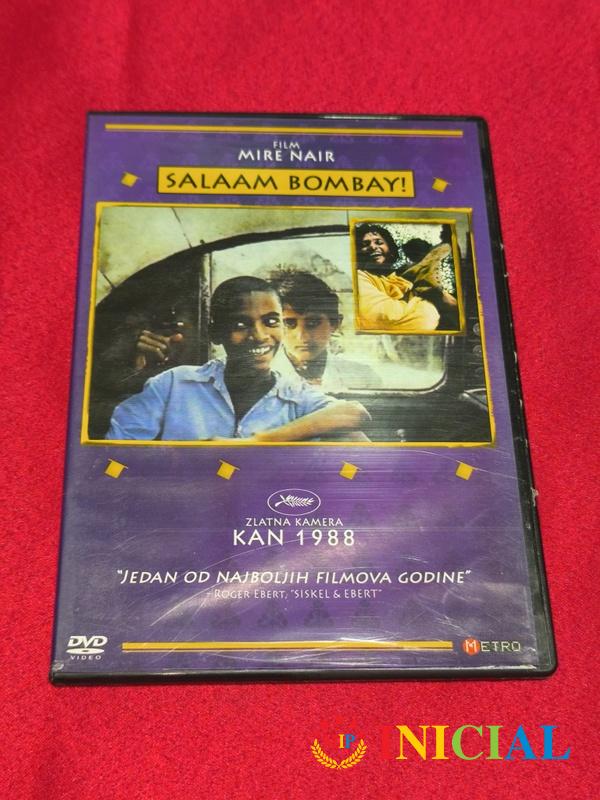 FILM
MIRE NAIR
SALAAM BOMBAY!
ZLATNA KAMERA
KAN 1988
"JEDAN OD NAJBOLJIH FILMOVA GODINE"
- ROGER EBERT, "SISKEL & EBERT"
DVD
VIDEO
METRO
IP
INICIAL